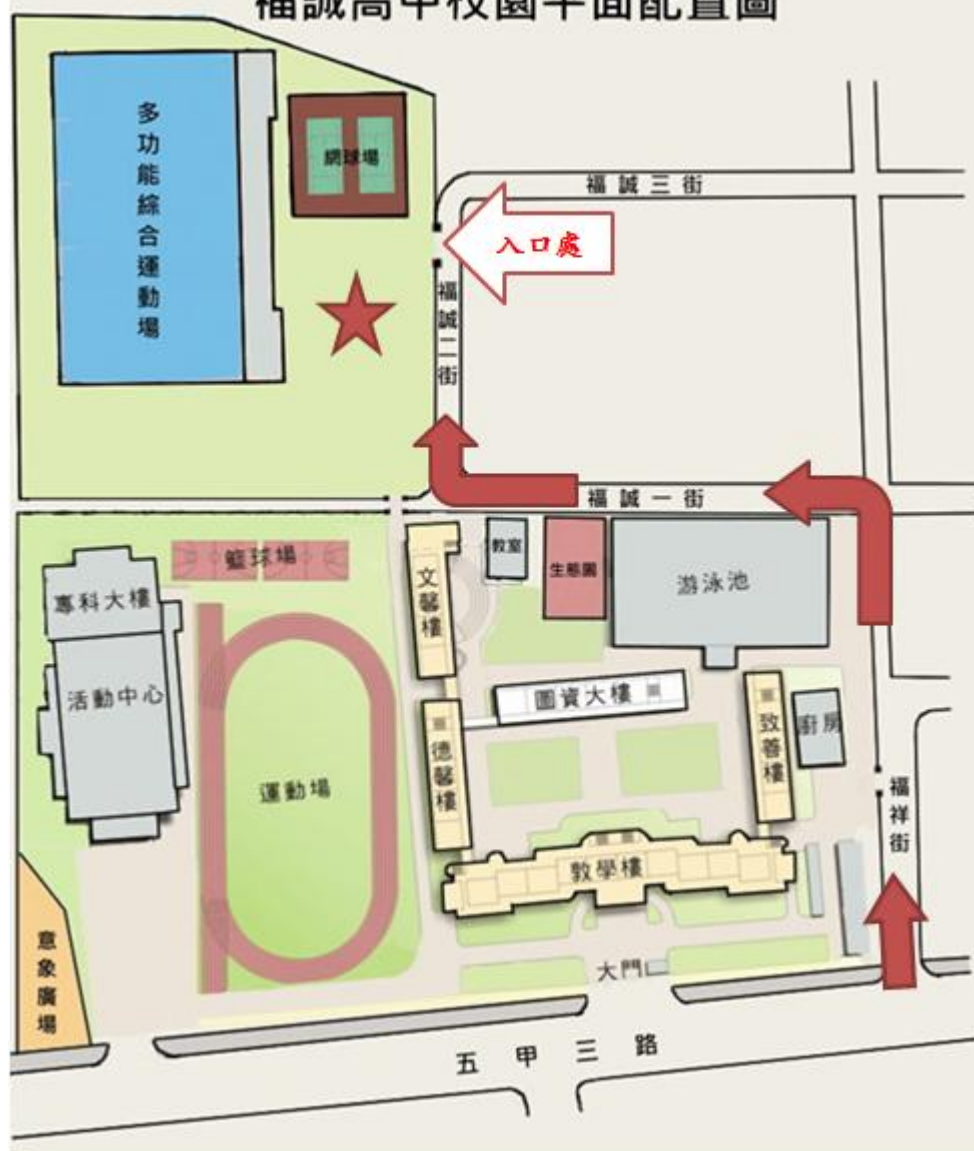 福誠高中校園平面配置圖
多功能綜合運動場
網球場
福誠三街
入口處
福誠二街
福誠一街
籃球場
專科大樓
活動中心
運動場
文馨樓
教室
生態園
游泳池
圖資大樓
德馨樓
致善樓
廚房
福祥街
敦學樓
意象廣場
大門
五甲三路